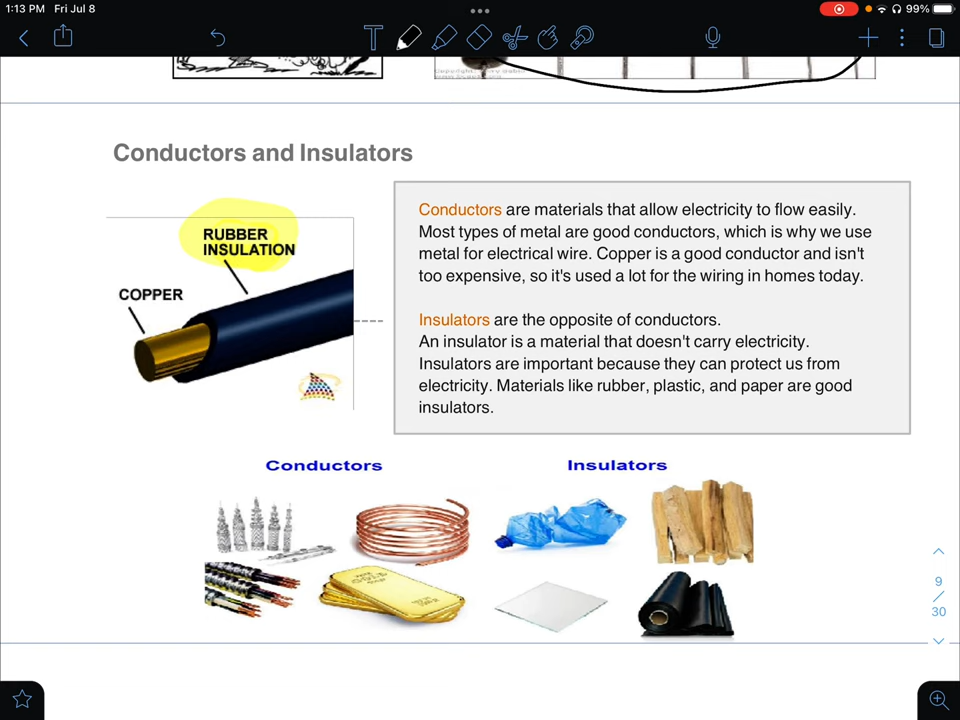 1:13 PM Fri Jul 8
99%
Conductors and Insulators
RUBBER
INSULATION
COPPER
Conductors are materials that allow electricity to flow easily.
Most types of metal are good conductors, which is why we use
metal for electrical wire. Copper is a good conductor and isn't
too expensive, so it's used a lot for the wiring in homes today.
Insulators are the opposite of conductors.
An insulator is a material that doesn't carry electricity.
Insulators are important because they can protect us from
electricity. Materials like rubber, plastic, and paper are good
insulators.
Conductors
Insulators
9
/
30